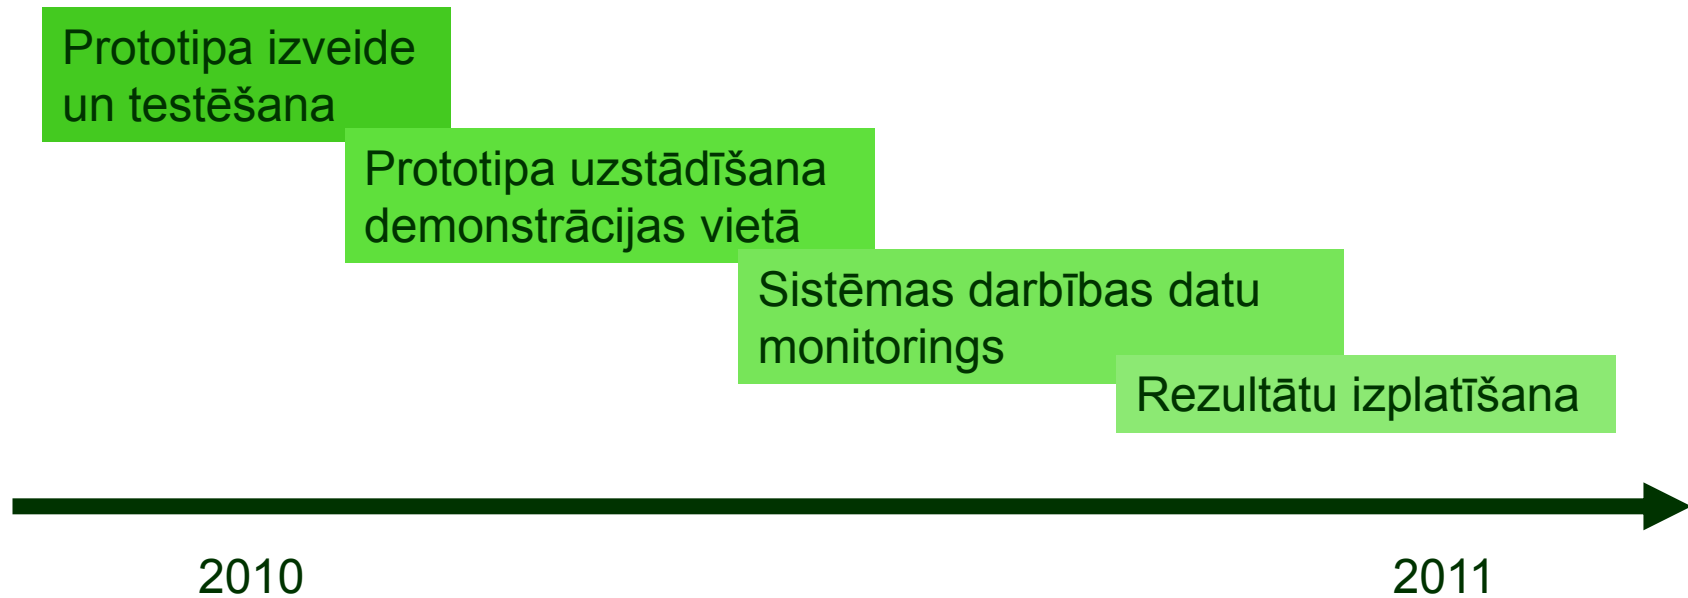 Prototipa izveide
un testēšana
Prototipa uzstādīšana
demonstrācijas vietā
Sistēmas darbības datu
monitorings
Rezultātu izplatīšana
2010
2011